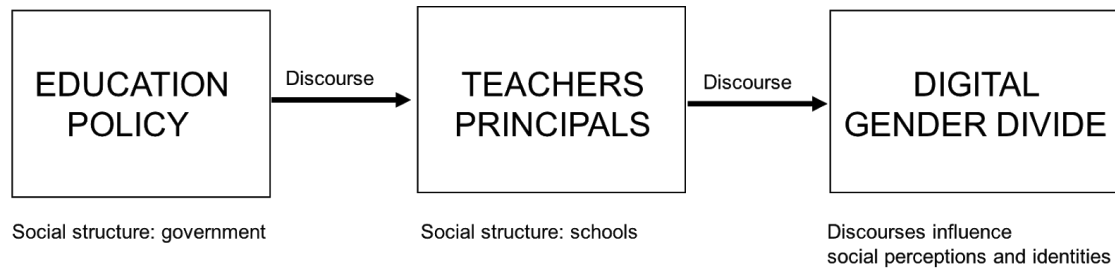 EDUCATION
POLICY
Discourse
TEACHERS
PRINCIPALS
Discourse
DIGITAL
GENDER DIVIDE
Social structure: government
Social structure: schools
Discourses influence
social perceptions and identities